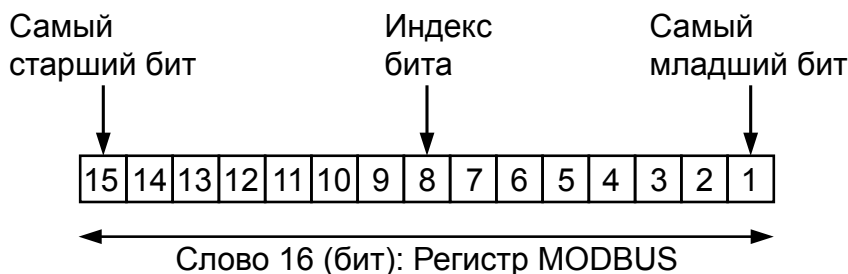 Самый
старший бит
Индекс
бита
Самый
младший бит
15 14 13 12 11 10 9 8 7 6 5 4 3 2 1
Слово 16 (бит): Регистр MODBUS